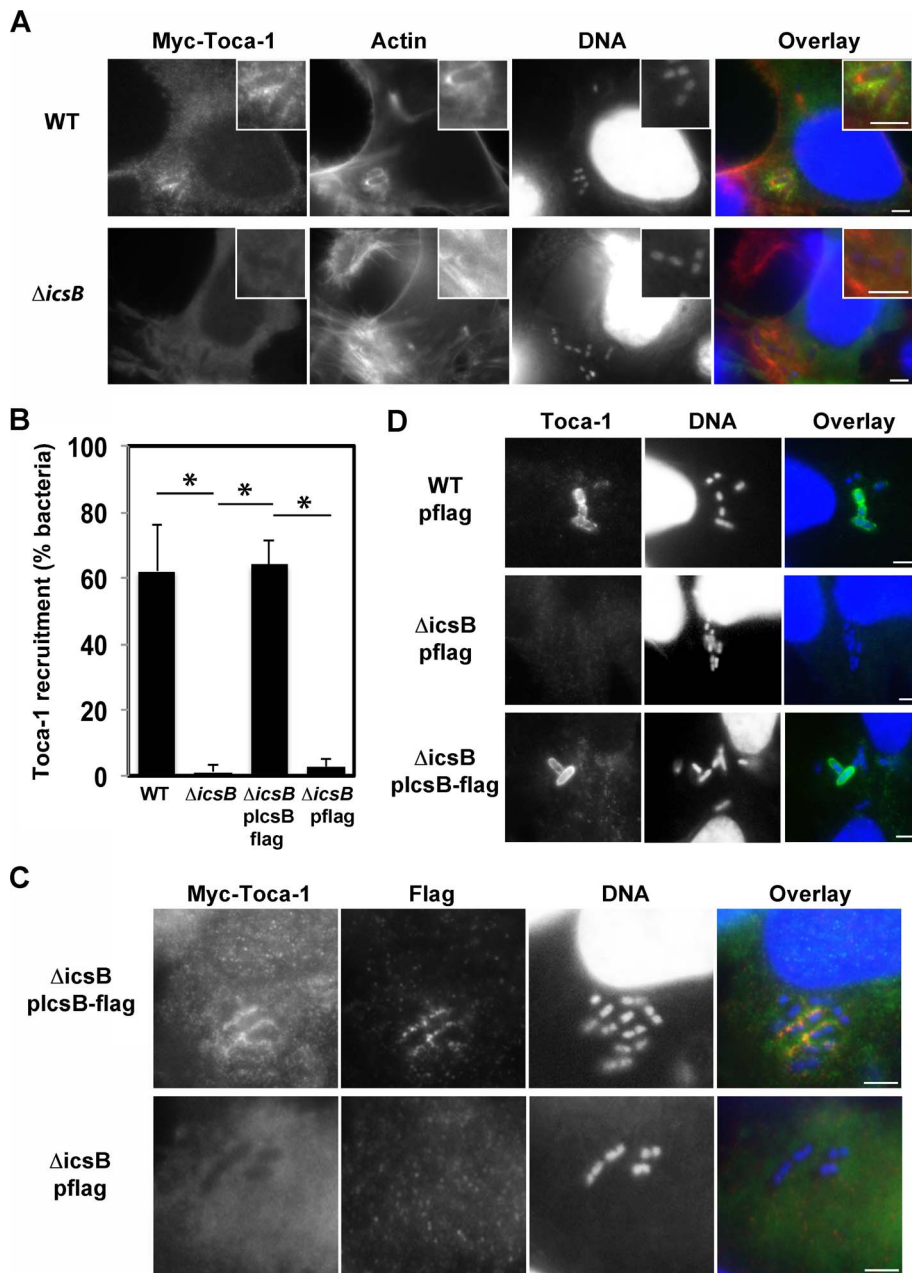 A
Myc-Toca-1 Actin DNA Overlay
WT
ΔicsB
B
Toca-1 recruitment (% bacteria)
100
80
60
40
20
0
*
*
*
WT ΔicsB ΔicsB pIcsB flag ΔicsB pflag
D
Toca-1 DNA Overlay
WT
pflag
ΔicsB
pflag
ΔicsB
pIcsB-flag
C
Myc-Toca-1 Flag DNA Overlay
ΔicsB
pIcsB-flag
ΔicsB
pflag